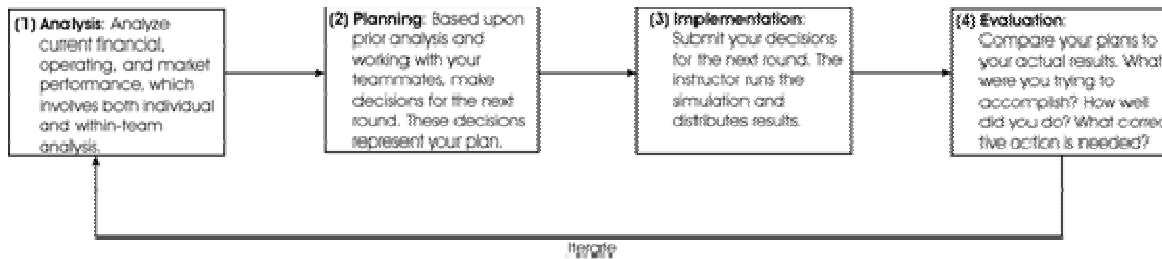 (1) Analysis: Analyze
current financial,
operating, and market
performance, which
involves both individual
and within-team
analysis.
(2) Planning: Based upon
prior analysis and
working with your
teammates, make
decisions for the next
round. These decisions
represent your plan.
(3) Implementation:
Submit your decisions
for the next round. The
instructor runs the
simulation and
distributes results.
(4) Evaluation:
Compare your plans to
your actual results. What
were you trying to
accomplish? How well
did you do? What correc
tive action is needed?
Iterate